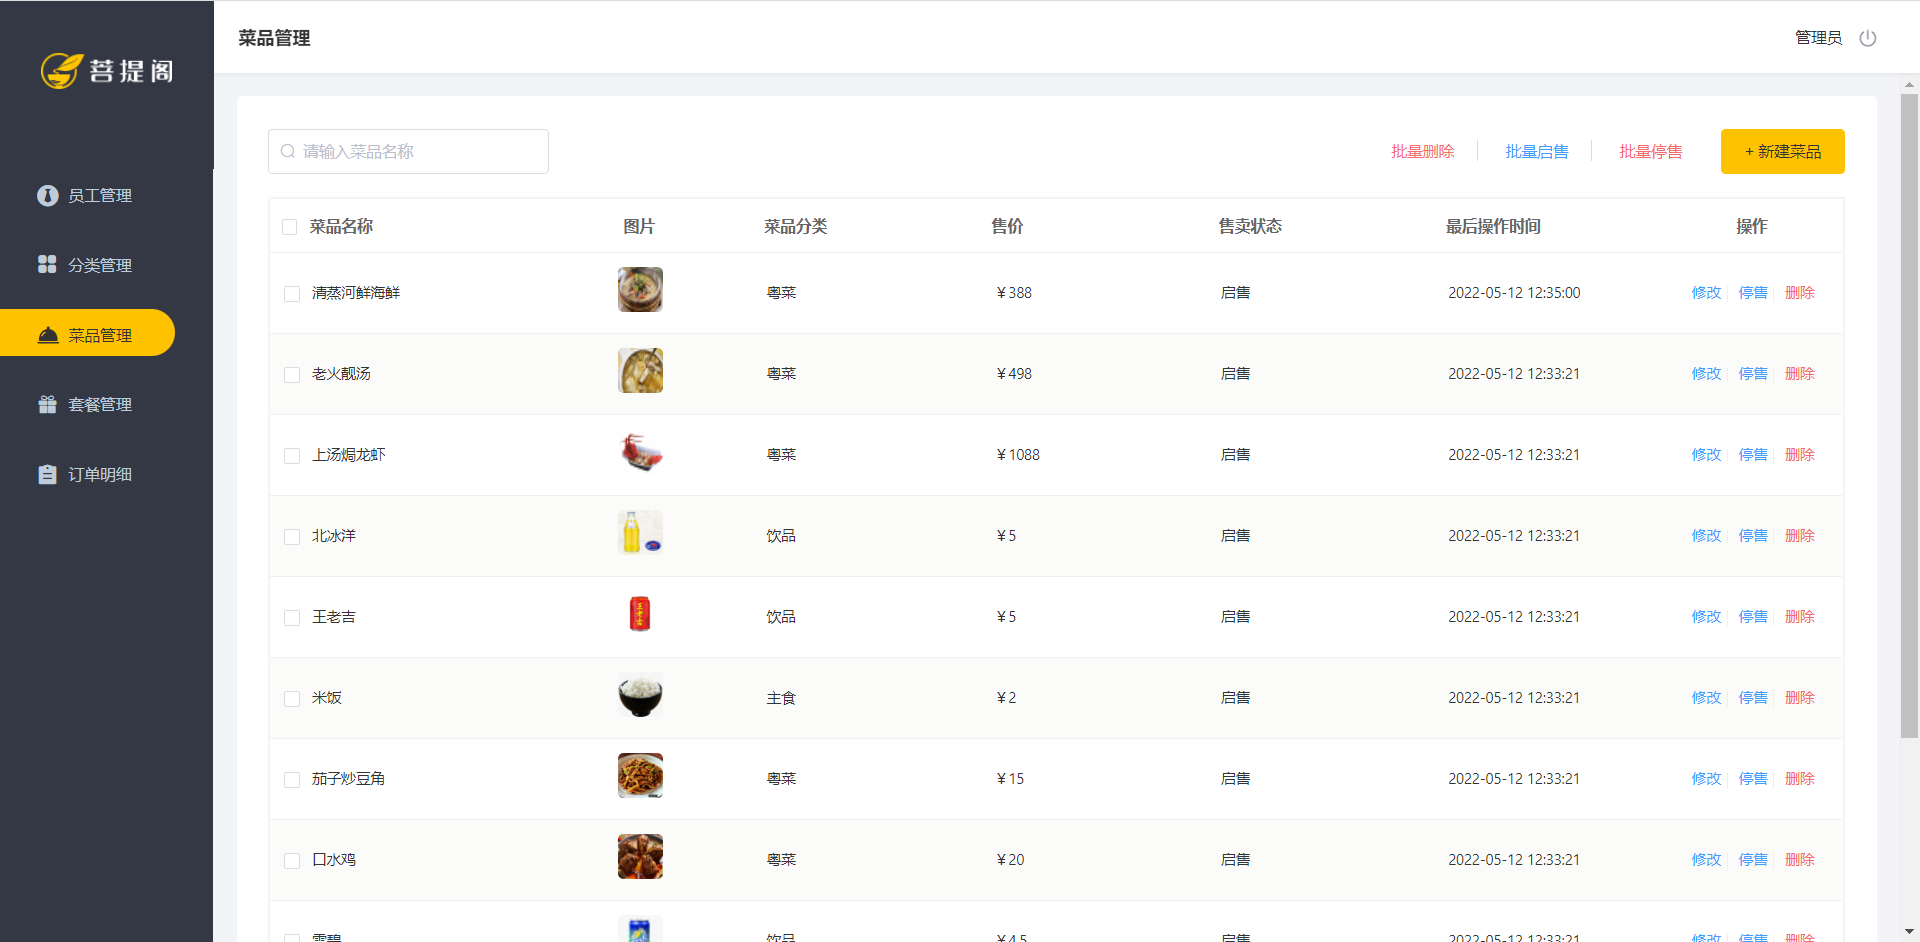 菩提阁
员工管理
分类管理
菜品管理
套餐管理
订单明细
菜品管理
管理员
请输入菜品名称
批量删除 批量启售 批量停售 + 新建菜品
菜品名称 图片 菜品分类 售价 售卖状态 最后操作时间 操作
清蒸河鲜海鲜 粤菜 ￥388 启售 2022-05-12 12:35:00 修改 停售 删除
老火靓汤 粤菜 ￥498 启售 2022-05-12 12:33:21 修改 停售 删除
上汤焗龙虾 粤菜 ￥1088 启售 2022-05-12 12:33:21 修改 停售 删除
北冰洋 饮品 ￥5 启售 2022-05-12 12:33:21 修改 停售 删除
王老吉 饮品 ￥5 启售 2022-05-12 12:33:21 修改 停售 删除
米饭 主食 ￥2 启售 2022-05-12 12:33:21 修改 停售 删除
茄子炒豆角 粤菜 ￥15 启售 2022-05-12 12:33:21 修改 停售 删除
口水鸡 粤菜 ￥20 启售 2022-05-12 12:33:21 修改 停售 删除
雪碧 饮品 ￥4.5 启售 2022-05-12 12:33:21 修改 停售 删除